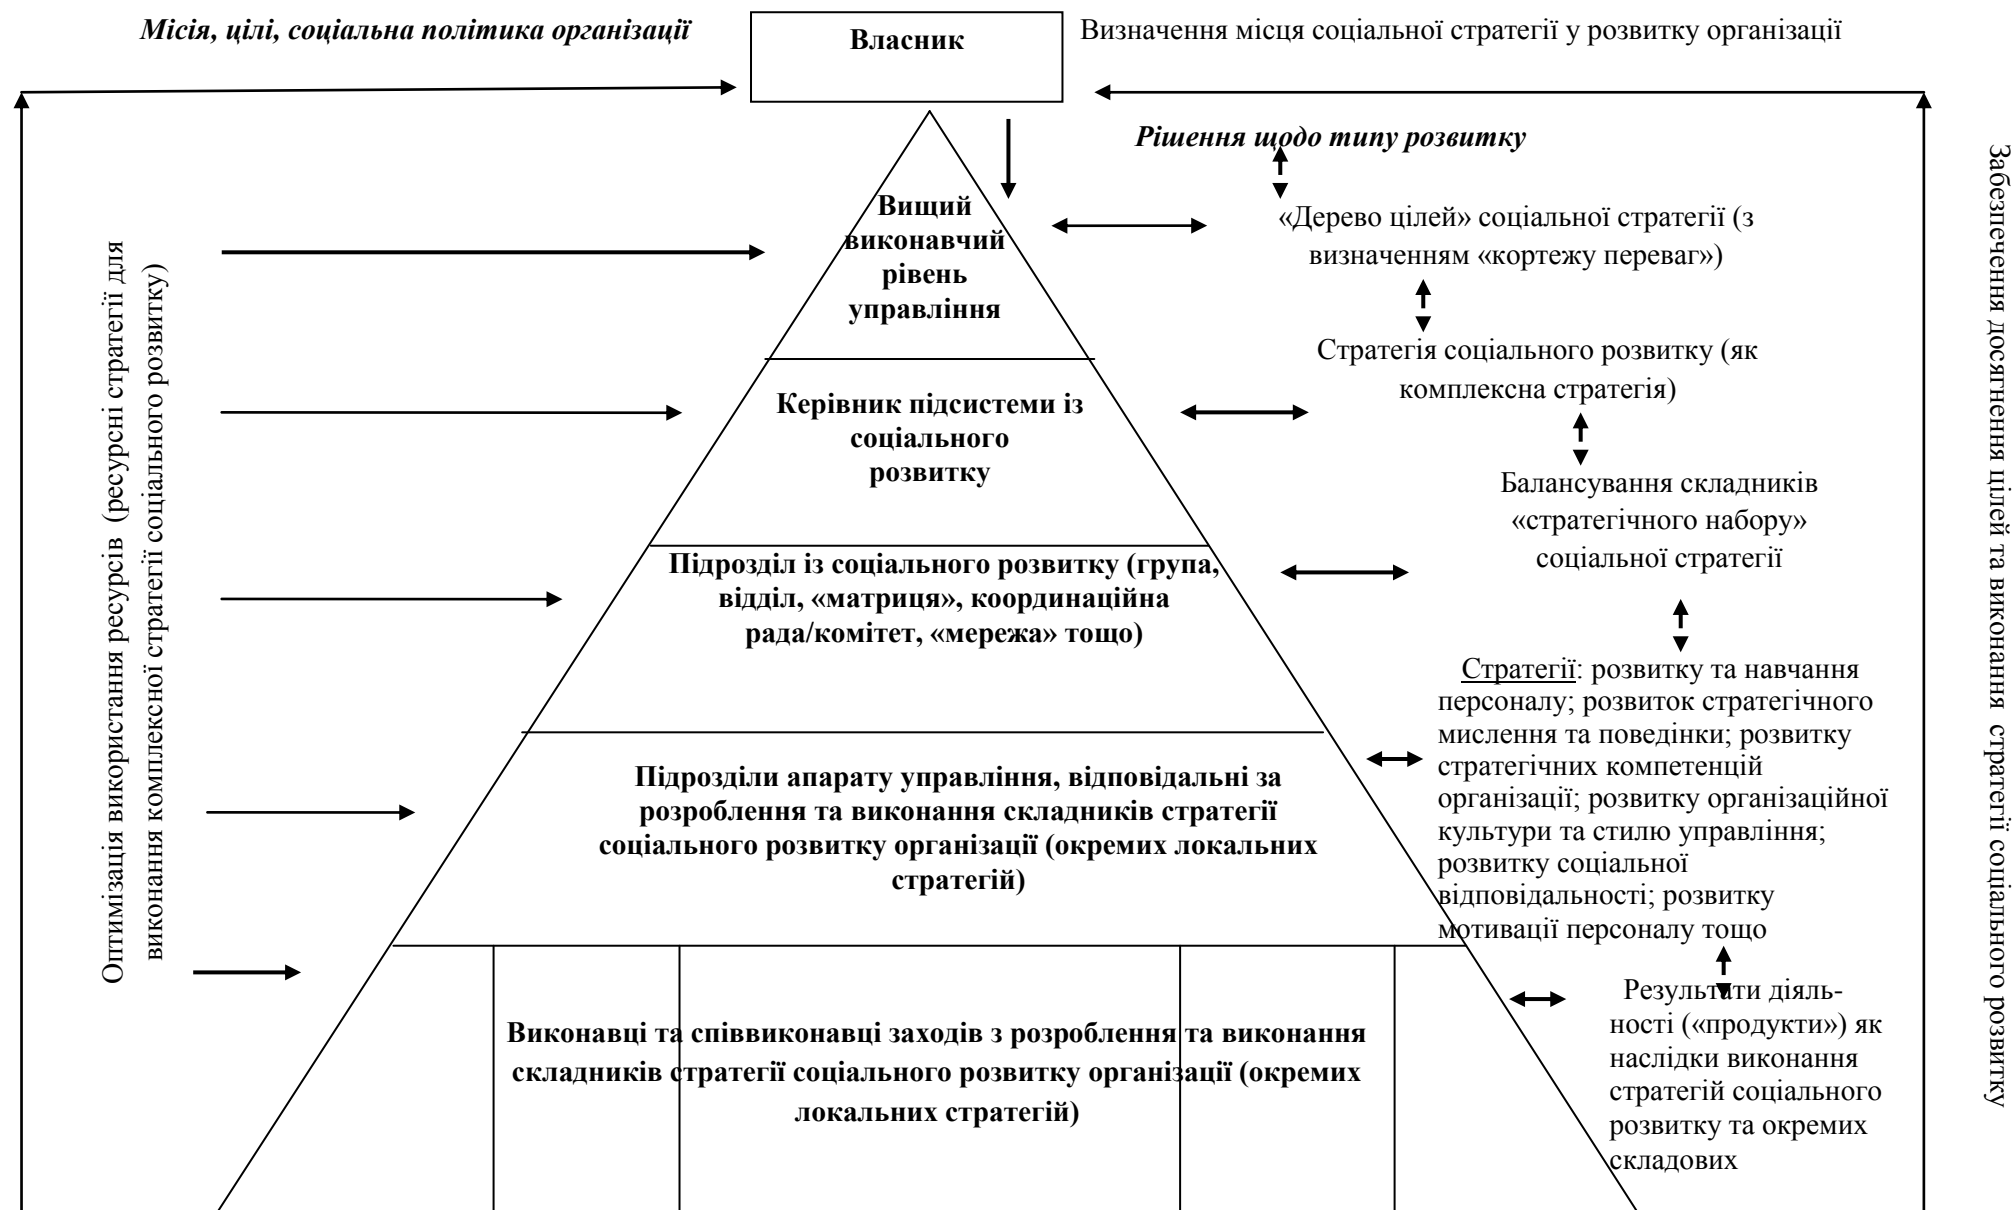 Місія, цілі, соціальна політика організації
Власник
Визначення місця соціальної стратегії у розвитку організації
Рішення щодо типу розвитку
Вищий
виконавчий
рівень
управління
«Дерево цілей» соціальної стратегії (з
визначенням «кортежу переваг»)
Стратегія соціального розвитку (як
комплексна стратегія)
Керівник підсистеми із
соціального
розвитку
Балансування складників
«стратегічного набору»
соціальної стратегії
Підрозділ із соціального розвитку (група,
відділ, «матриця», координаційна
рада/комітет, «мережа» тощо)
Стратегії: розвитку та навчання
персоналу; розвиток стратегічного
мислення та поведінки; розвитку
стратегічних компетенцій
організації; розвитку організаційної
культури та стилю управління;
розвитку соціальної
відповідальності; розвитку
мотивації персоналу тощо
Підрозділи апарату управління, відповідальні за
розроблення та виконання складників стратегії
соціального розвитку організації (окремих локальних
стратегій)
Результати діяль-
ності («продукти») як
наслідки виконання
стратегій соціального
розвитку та окремих
складових
Виконавці та співвиконавці заходів з розроблення та виконання
складників стратегії соціального розвитку організації (окремих
локальних стратегій)
Оптимізація використання ресурсів (ресурсні стратегії для
виконання комплексної стратегії соціального розвитку)
Забезпечення досягнення цілей та виконання стратегії соціального розвитку